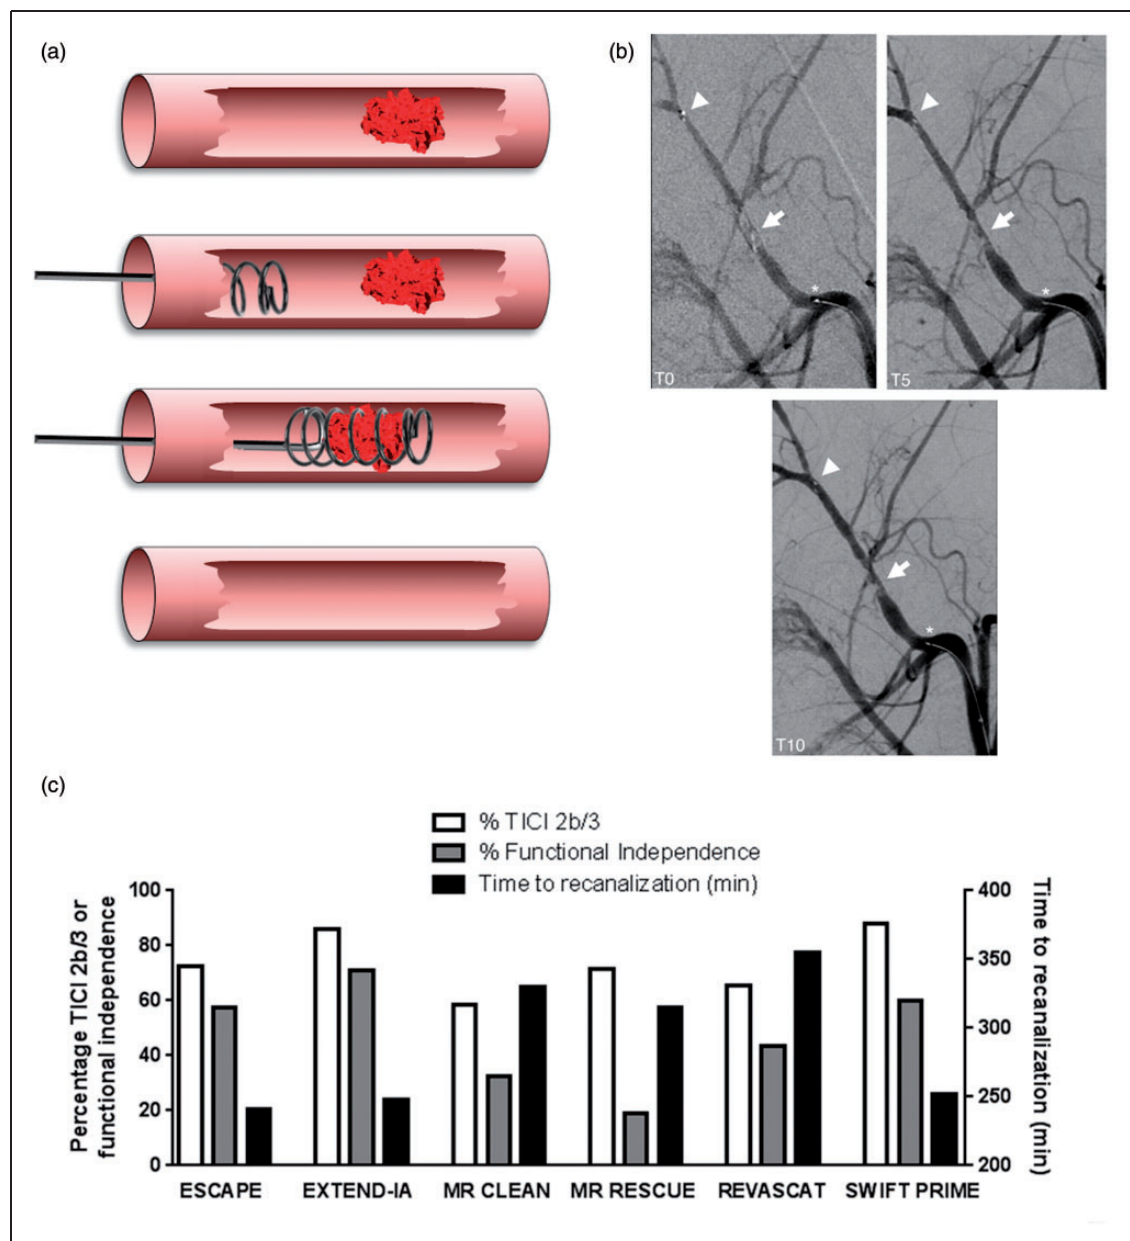 (a)
(b)
*
T0
*
T5
*
T10
(c)
% TICI 2b/3
% Functional Independence
Time to recanalization (min)
Percentage TICI 2b/3 or
functional independence
100
80
60
40
20
0
Time to recanalization
(min)
400
350
300
250
200
ESCAPE EXTEND-IA MR CLEAN MR RESCUE REVASCAT SWIFT PRIME